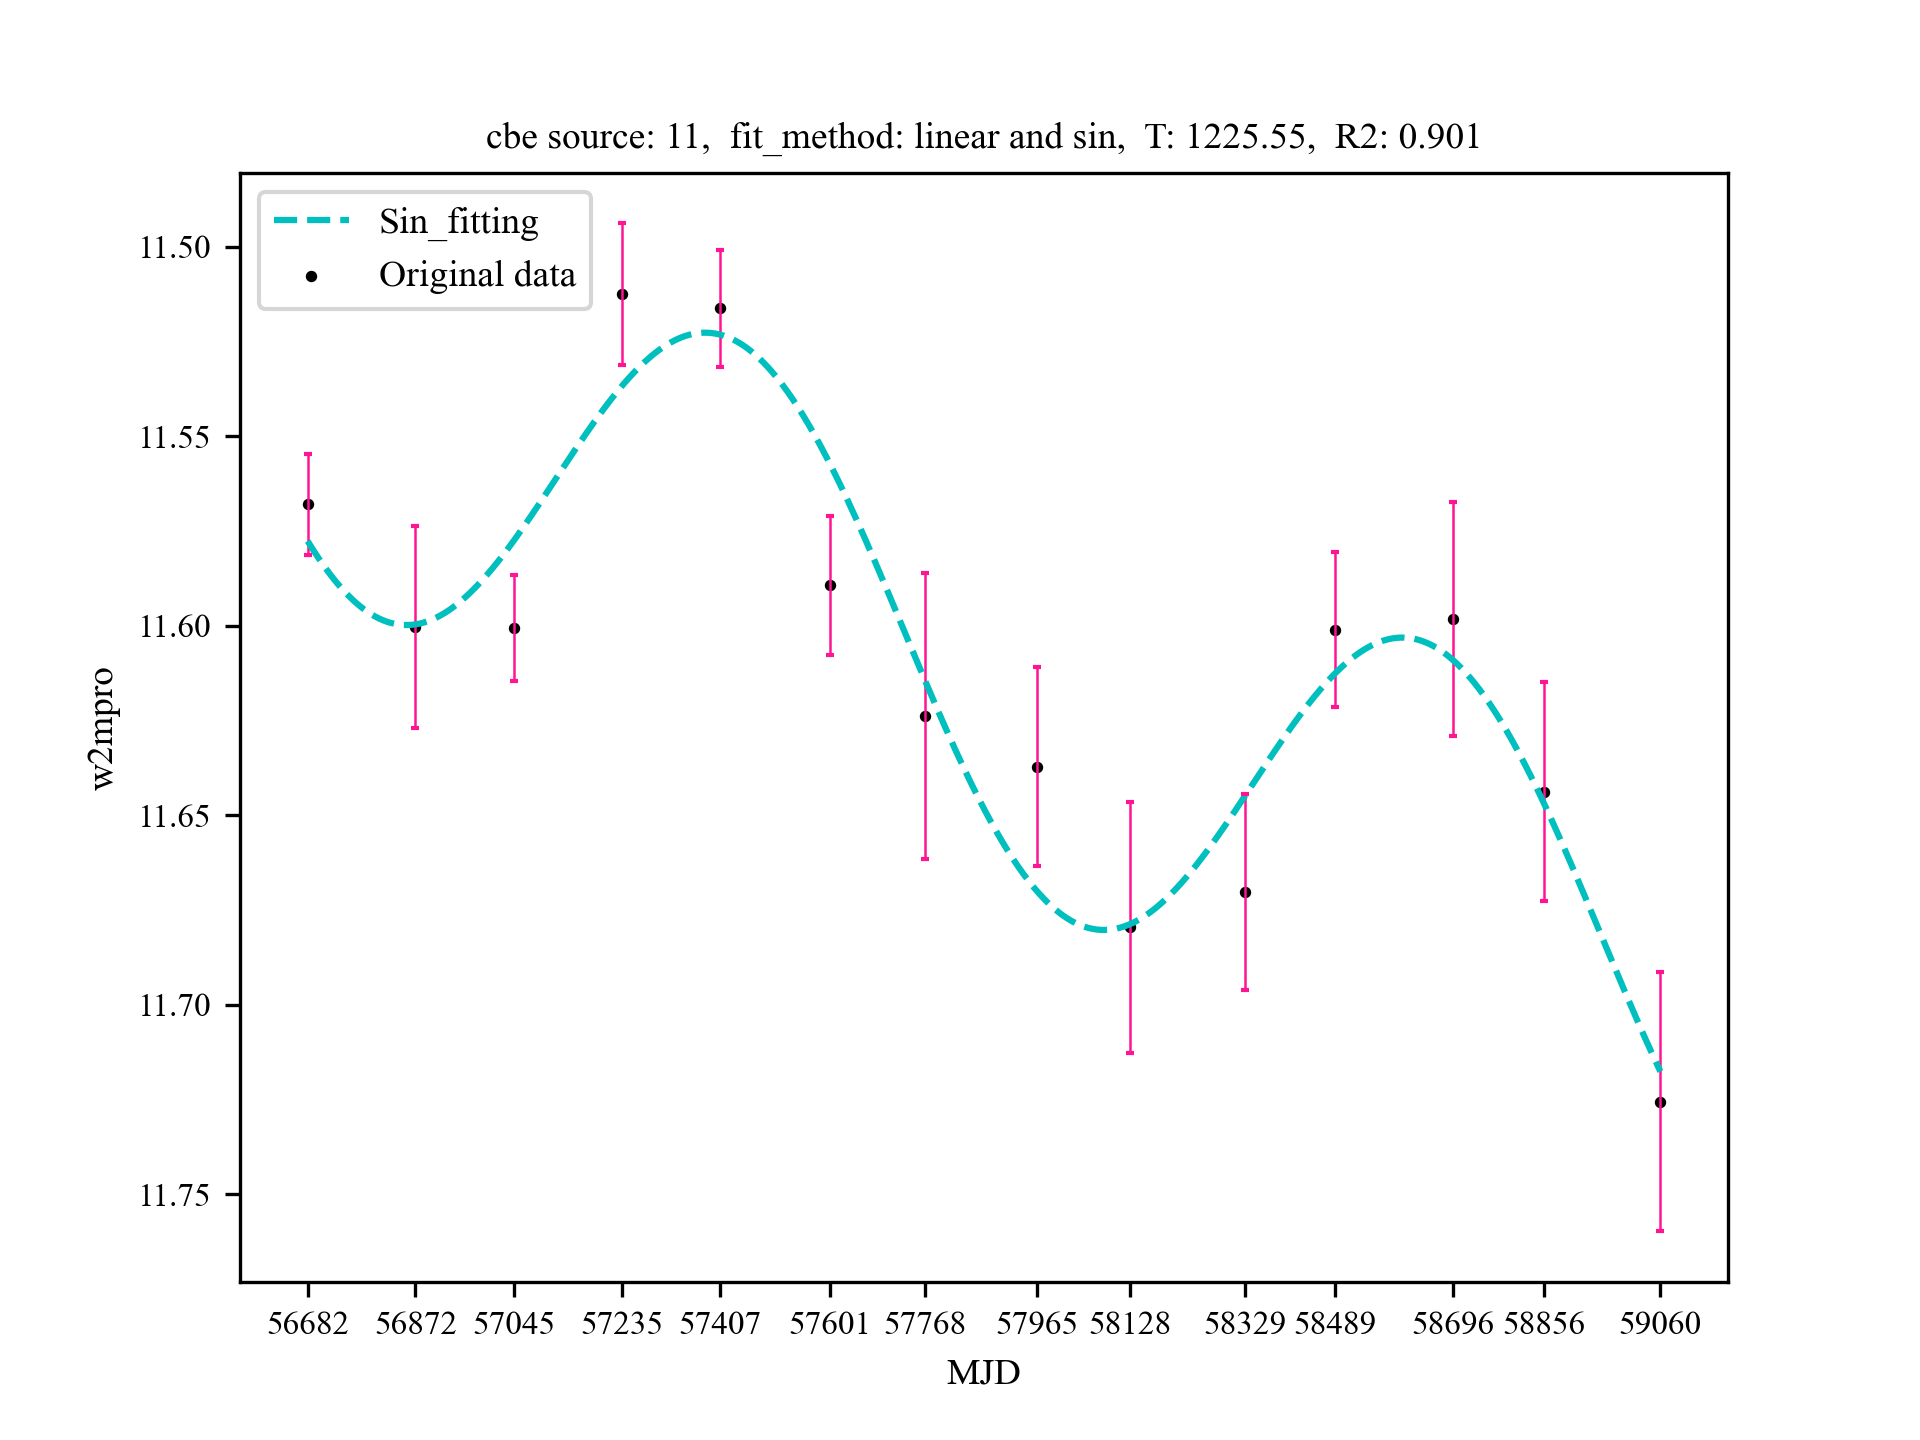 cbe source: 11,  fit_method: linear and sin,  T: 1225.55,  R2: 0.901
Sin_fitting
Original data
11.50
11.55
11.60
11.65
11.70
11.75
w2mpro
56682 56872 57045 57235 57407 57601 57768 57965 58128 58329 58489 58696 58856 59060
MJD